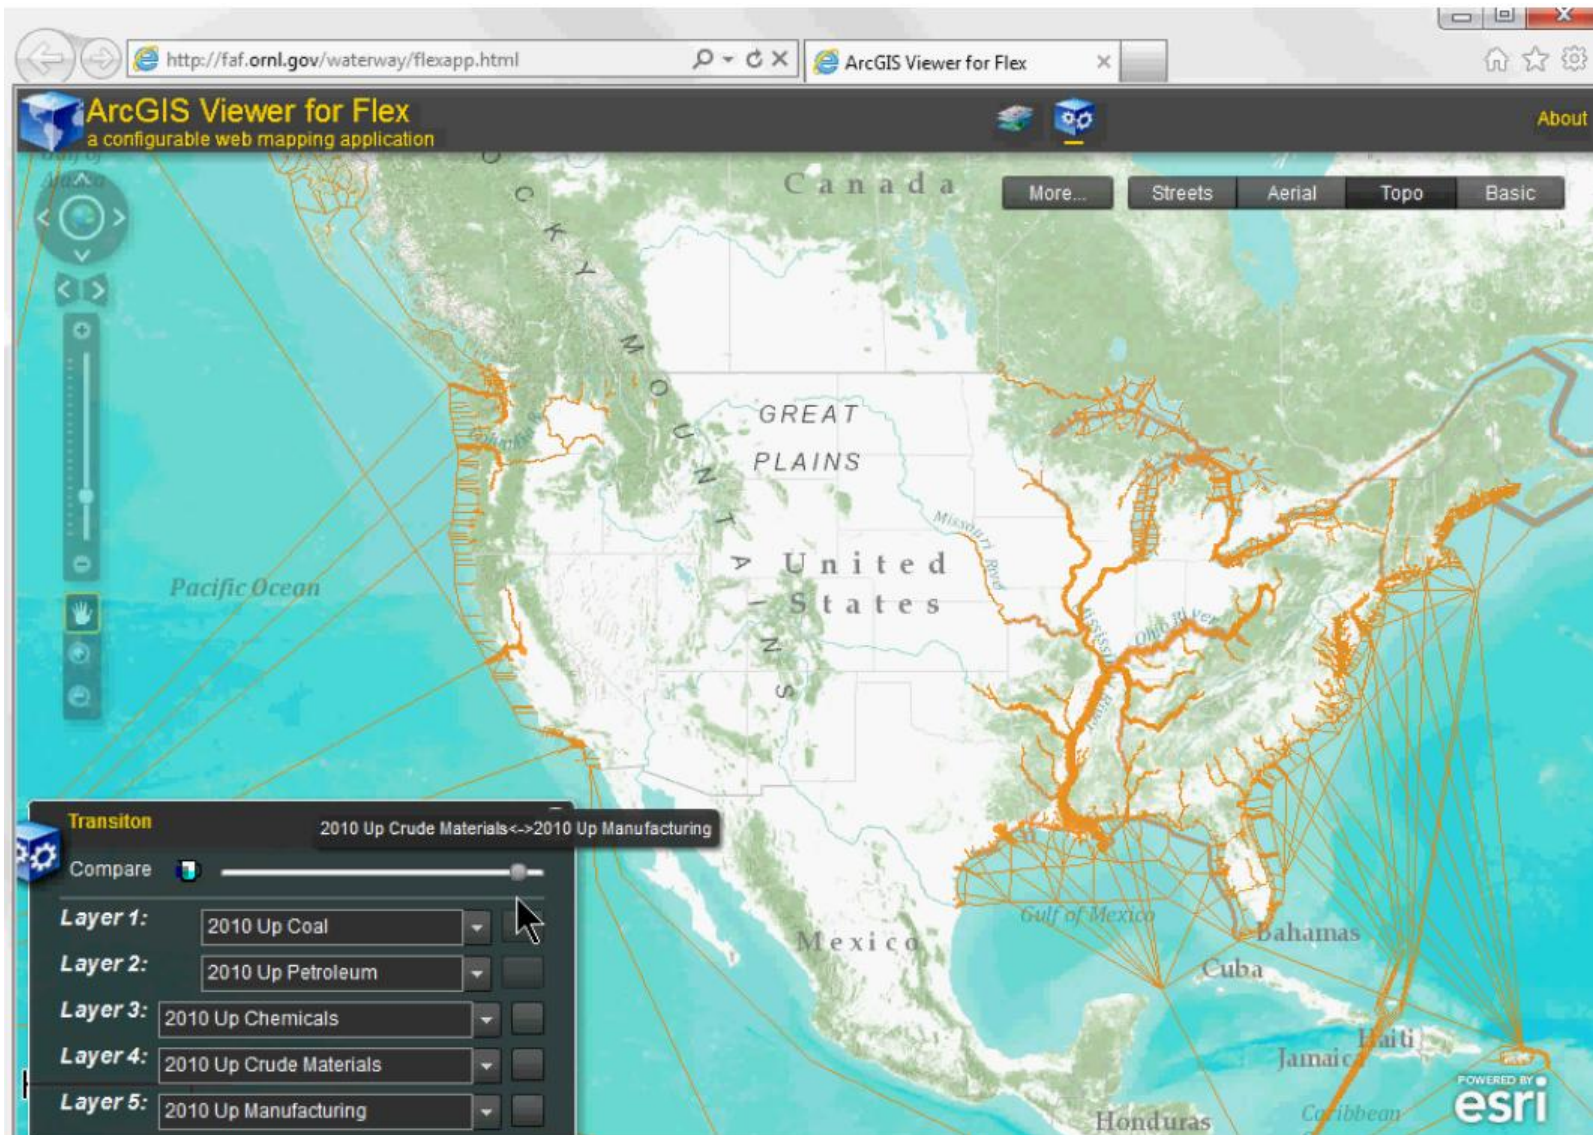 http://faf.ornl.gov/waterway/flexapp.html
ArcGIS Viewer for Flex
ArcGIS Viewer for Flex
a configurable web mapping application
About
Gulf of
Alaska
Canada
More...
Streets
Aerial
Topo
Basic
ROCKY MOUNTAINS
Columbia R
GREAT
PLAINS
Missouri River
United
States
Ohio River
Pacific Ocean
Gulf of Mexico
Mexico
Bahamas
Cuba
Haiti
Jamaica
Honduras
Caribbean
Transiton
2010 Up Crude Materials<->2010 Up Manufacturing
Compare
Layer 1:
2010 Up Coal
Layer 2:
2010 Up Petroleum
Layer 3:
2010 Up Chemicals
Layer 4:
2010 Up Crude Materials
Layer 5:
2010 Up Manufacturing
POWERED BY
esri